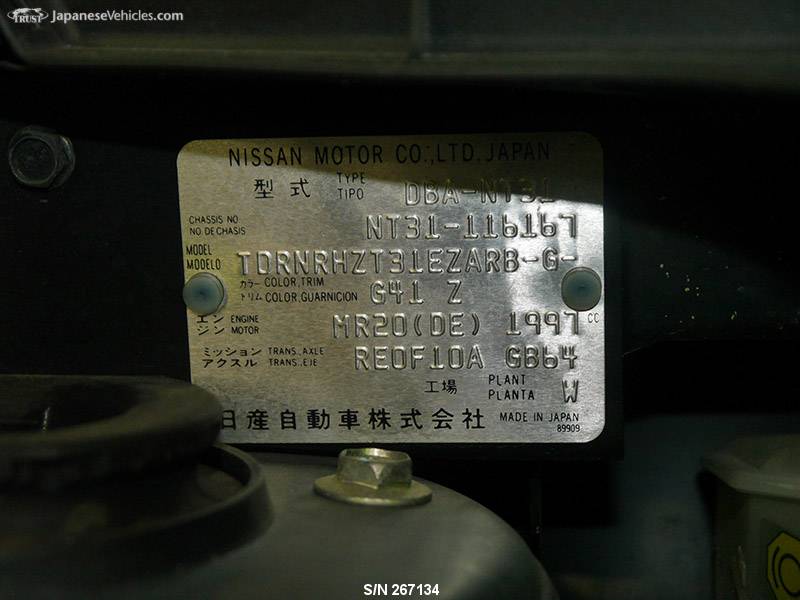 TRUST JapaneseVehicles.com
NISSAN MOTOR CO.,LTD. JAPAN
型式 TYPE TIPO DBA-NT31
CHASSIS NO NO.DE CHASIS NT31-116167
MODEL MODELO TDRNRHZT31EZARB-G-
カラー COLOR,TRIM
トリム COLOR,GUARNICION G41 Z
エンジン ENGINE MOTOR MR20(DE) 1997 CC
ミッション TRANS.,AXLE
アクスル TRANS.,EJE RE0F10A GB64
工場 PLANT PLANTA W
日産自動車株式会社 MADE IN JAPAN
89909
S/N 267134